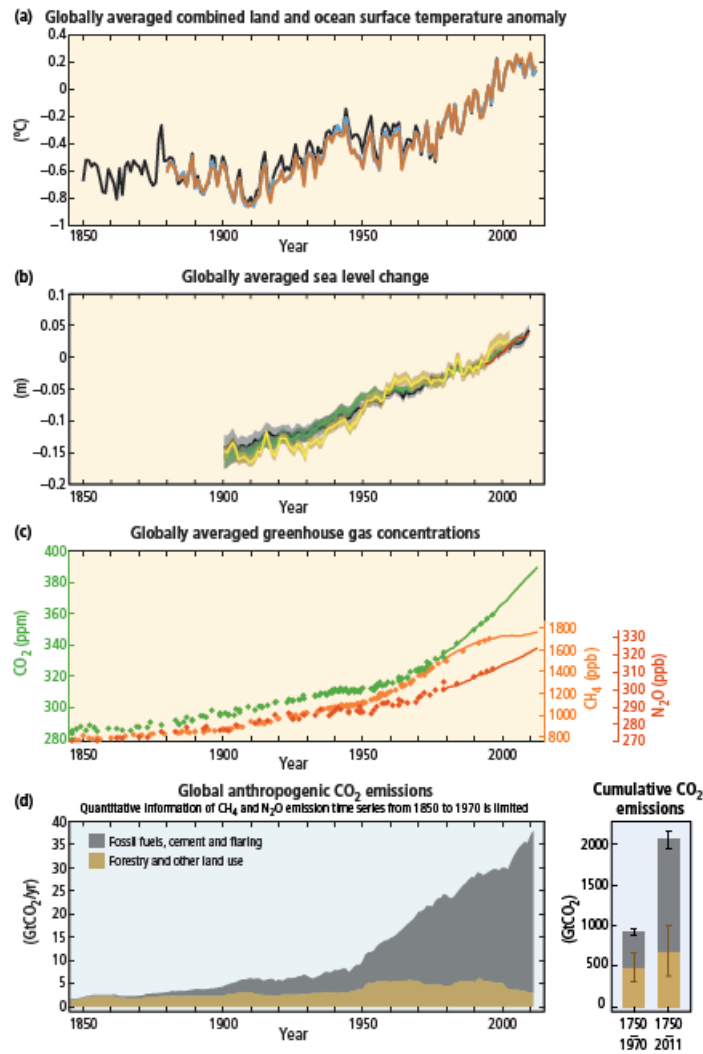 (a) Globally averaged combined land and ocean surface temperature anomaly
0.4
0.2
0
−0.2
−0.4
−0.6
−0.8
−1
(ºC)
1850 1900 1950 2000
Year
(b) Globally averaged sea level change
0.1
0.05
0
−0.05
−0.1
−0.15
−0.2
(m)
1850 1900 1950 2000
Year
(c) Globally averaged greenhouse gas concentrations
400
380
360
340
320
300
280
CO₂ (ppm)
1800
1600
1400
1200
1000
800
CH₄ (ppb)
330
320
310
300
290
280
270
N₂O (ppb)
1850 1900 1950 2000
Year
(d) Global anthropogenic CO₂ emissions
Quantitative information of CH₄ and N₂O emission time series from 1850 to 1970 is limited
40
35
30
25
20
15
10
5
0
(GtCO₂/yr)
Fossil fuels, cement and flaring
Forestry and other land use
1850 1900 1950 2000
Year
Cumulative CO₂
emissions
2000
1500
1000
500
0
(GtCO₂)
1750 1750
– –
1970 2011